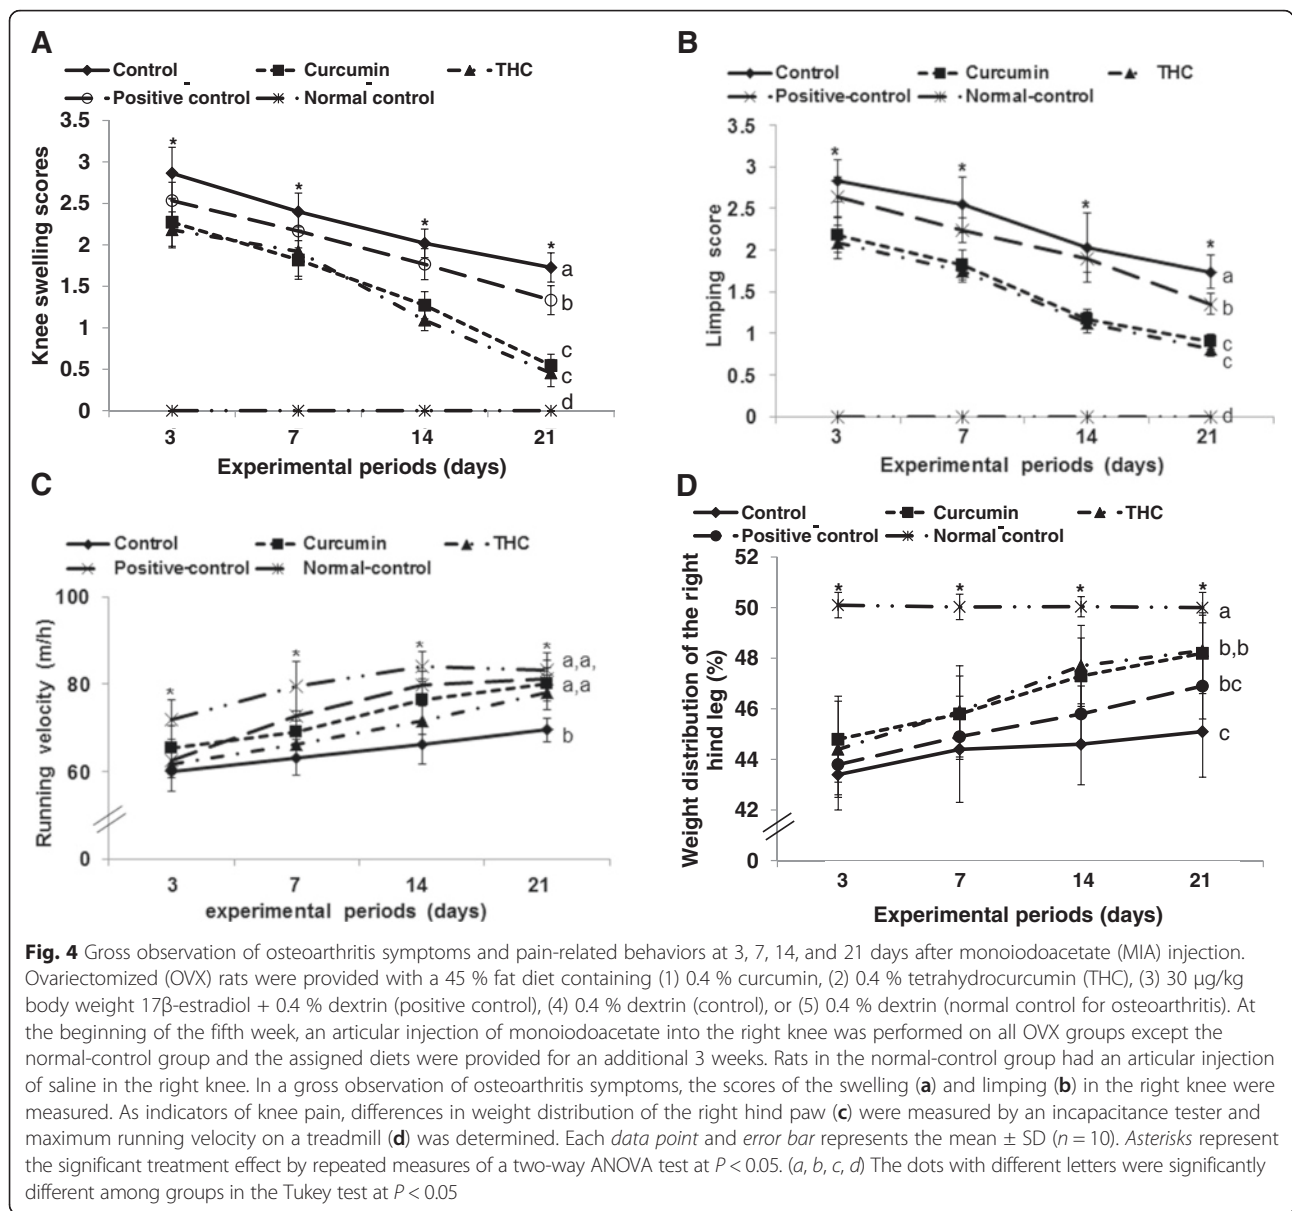 A
Control Curcumin THC
Positive control Normal control
Knee swelling scores
3.5
3
2.5
2
1.5
1
0.5
0
* * * *
a
b
c
c
d
3 7 14 21
Experimental periods (days)
B
Control Curcumin THC
Positive-control Normal-control
Limping score
3.5
3
2.5
2
1.5
1
0.5
0
* * * *
a
b
c
c
d
3 7 14 21
Experimental periods (days)
C
Control Curcumin THC
Positive-control Normal-control
Running velocity (m/h)
100
80
60
0
* * * *
a,a,
a,a
b
3 7 14 21
experimental periods (days)
D
Control Curcumin THC
Positive control Normal control
Weight distribution of the right
hind leg (%)
52
50
48
46
44
42
0
* * * *
a
b,b
bc
c
3 7 14 21
Experimental periods (days)
Fig. 4 Gross observation of osteoarthritis symptoms and pain-related behaviors at 3, 7, 14, and 21 days after monoiodoacetate (MIA) injection.
Ovariectomized (OVX) rats were provided with a 45 % fat diet containing (1) 0.4 % curcumin, (2) 0.4 % tetrahydrocurcumin (THC), (3) 30 μg/kg
body weight 17β-estradiol + 0.4 % dextrin (positive control), (4) 0.4 % dextrin (control), or (5) 0.4 % dextrin (normal control for osteoarthritis). At
the beginning of the fifth week, an articular injection of monoiodoacetate into the right knee was performed on all OVX groups except the
normal-control group and the assigned diets were provided for an additional 3 weeks. Rats in the normal-control group had an articular injection
of saline in the right knee. In a gross observation of osteoarthritis symptoms, the scores of the swelling (a) and limping (b) in the right knee were
measured. As indicators of knee pain, differences in weight distribution of the right hind paw (c) were measured by an incapacitance tester and
maximum running velocity on a treadmill (d) was determined. Each data point and error bar represents the mean ± SD (n = 10). Asterisks represent
the significant treatment effect by repeated measures of a two-way ANOVA test at P < 0.05. (a, b, c, d) The dots with different letters were significantly
different among groups in the Tukey test at P < 0.05